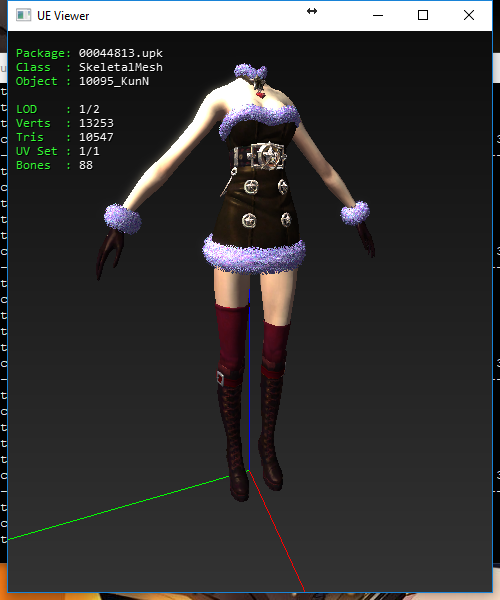 UE Viewer
Package: 00044813.upk
Class : SkeletalMesh
Object : 10095_KunN
LOD : 1/2
Verts : 13253
Tris : 10547
UV Set : 1/1
Bones : 88